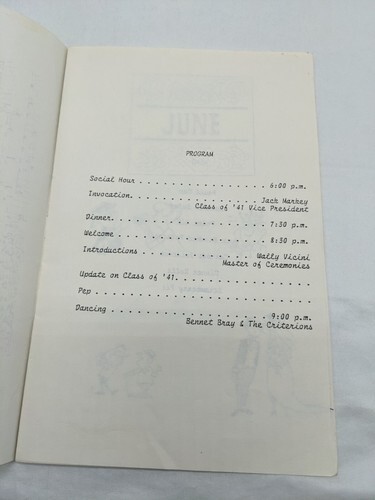 JUNE
PROGRAM
Social Hour . . . . . . . . . . . . . . . . 6:00 p.m.
Invocation. . . . . . . . . . . . . . . . Jack Markey
Class of '41 Vice President
Dinner. . . . . . . . . . . . . . . . . . . 7:30 p.m.
Welcome . . . . . . . . . . . . . . . . . . 8:30 p.m.
Introductions . . . . . . . . . . . . Wally Vicini
Master of Ceremonies
Update on Class of '41. . . . . . . . . . . . . . .
Pep . . . . . . . . . . . . . . . . . . . . . . . .
Dancing . . . . . . . . . . . . . . . . . . 9:00 p.m.
Bennet Bray & The Criterions